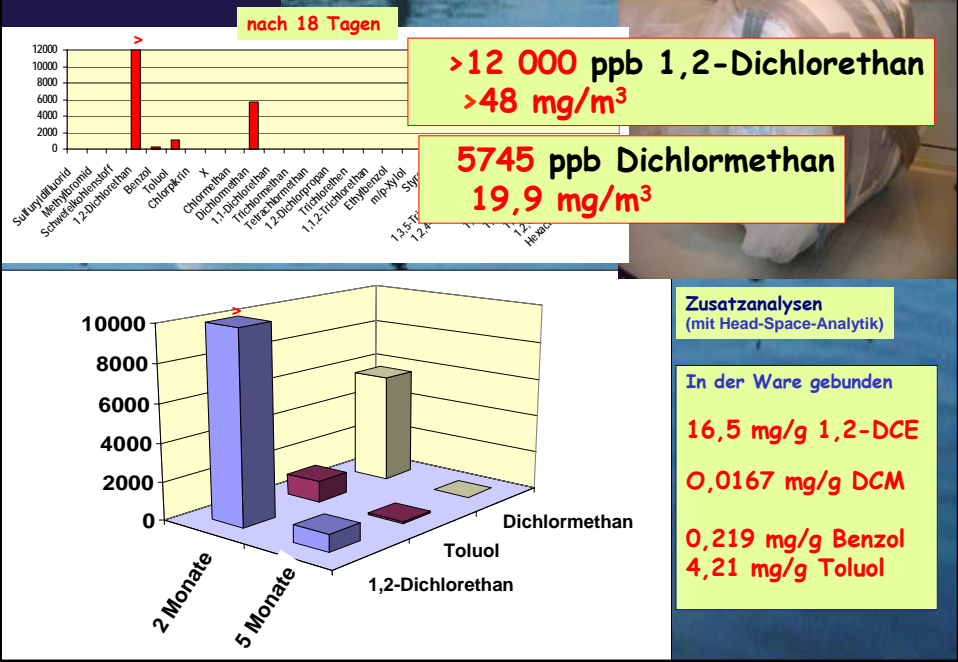 nach 18 Tagen
>
12000
10000
8000
6000
4000
2000
0
Sulfuryldifluorid
Methylbromid
Schwefelkohlenstoff
1,2-Dichlorethan
Benzol
Toluol
Chlorpikrin
X
Chlormethan
Dichlormethan
1,1-Dichlorethan
Trichlormethan
Tetrachlormethan
1,2-Dichlorpropan
Trichlorethen
1,1,2-Trichlorethan
Ethylbenzol
m/p-Xylol
>12 000 ppb 1,2-Dichlorethan
>48 mg/m³
5745 ppb Dichlormethan
19,9 mg/m³
>
10000
8000
6000
4000
2000
0
2 Monate
5 Monate
Dichlormethan
Toluol
1,2-Dichlorethan
Zusatzanalysen
(mit Head-Space-Analytik)
In der Ware gebunden
16,5 mg/g 1,2-DCE
O,0167 mg/g DCM
0,219 mg/g Benzol
4,21 mg/g Toluol